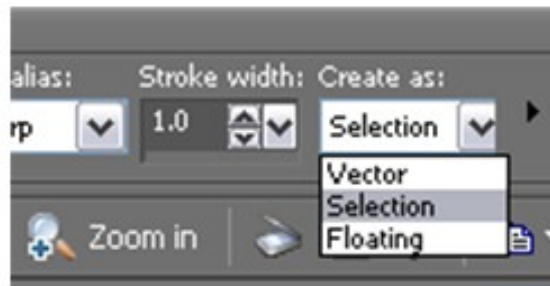 alias: Stroke width: Create as:
rp 1.0 Selection
Vector
Selection
Zoom in Floating